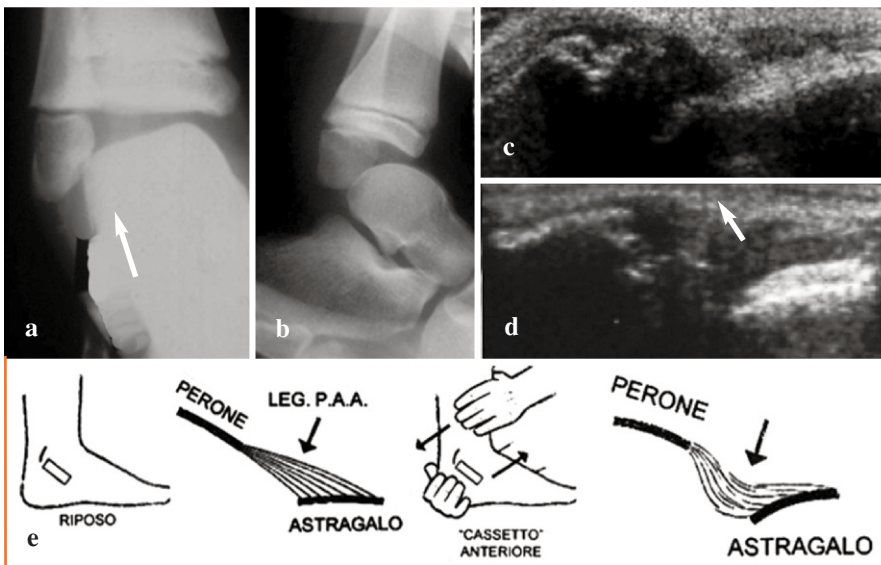 a
b
c
d
PERONE
LEG. P.A.A.
ASTRAGALO
RIPOSO
"CASSETTO"
ANTERIORE
PERONE
ASTRAGALO
e